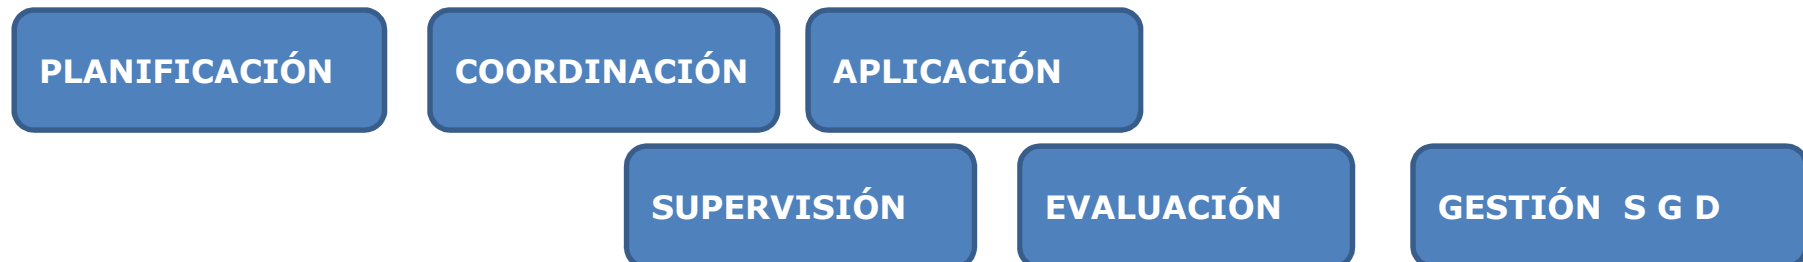 PLANIFICACIÓN
COORDINACIÓN
APLICACIÓN
SUPERVISIÓN
EVALUACIÓN
GESTIÓN S G D